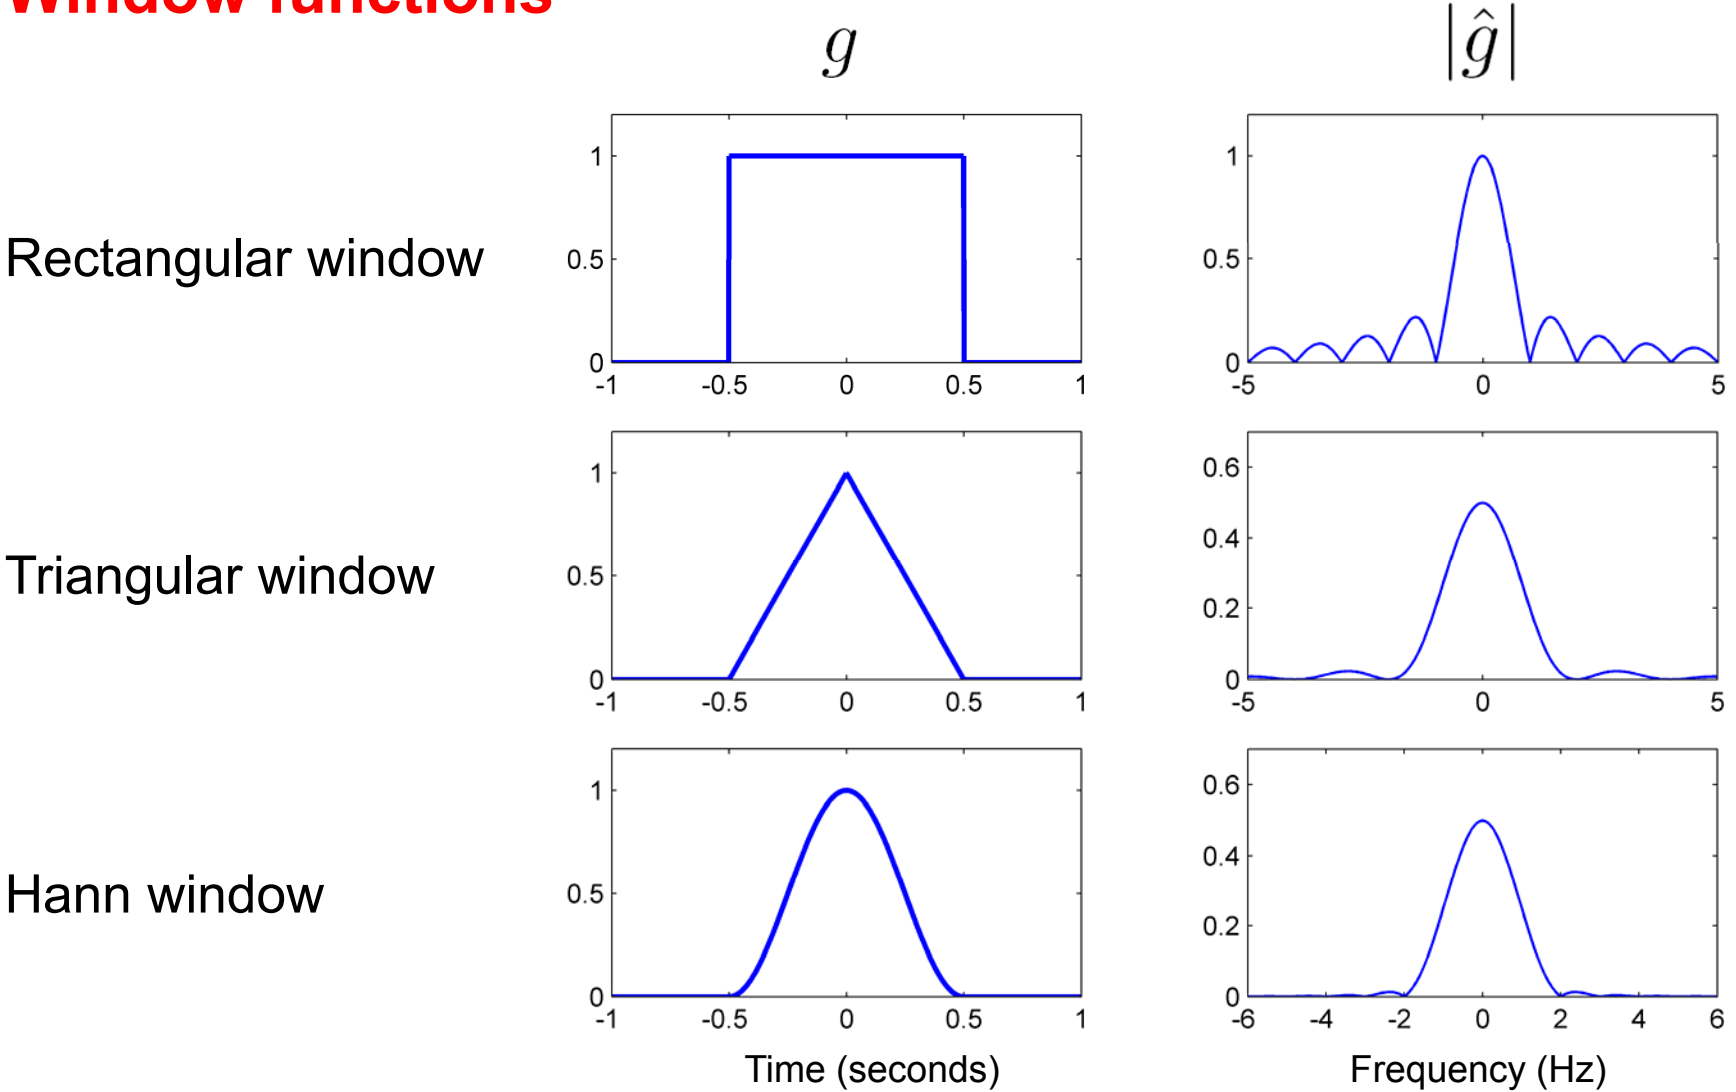 Window functions
g |ĝ|
Rectangular window
1
0.5
0
-1 -0.5 0 0.5 1
1
0.5
0
-5 0 5
Triangular window
1
0.5
0
-1 -0.5 0 0.5 1
0.6
0.4
0.2
0
-5 0 5
Hann window
1
0.5
0
-1 -0.5 0 0.5 1
Time (seconds)
0.6
0.4
0.2
0
-6 -4 -2 0 2 4 6
Frequency (Hz)